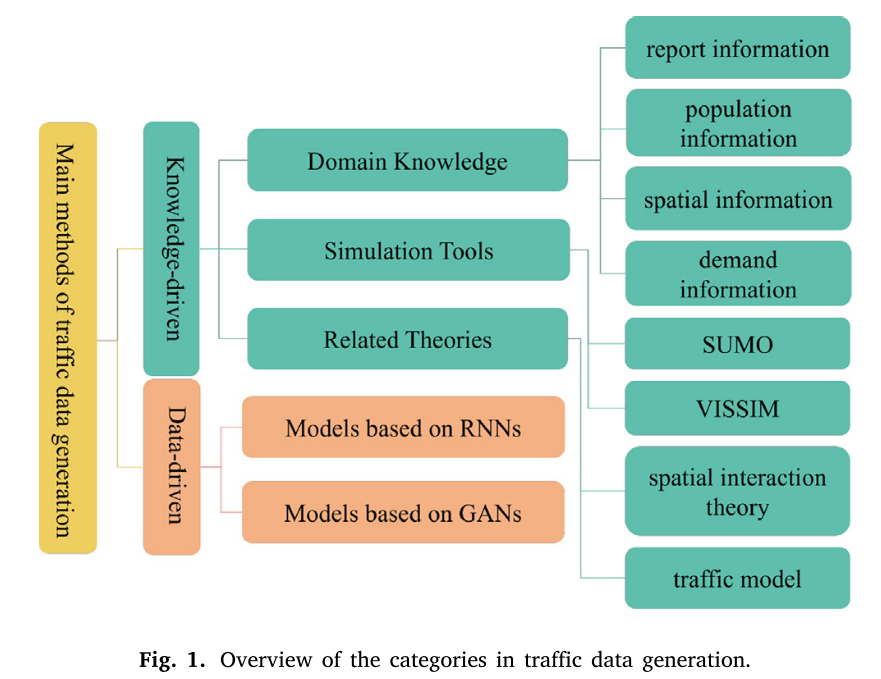 Main methods of traffic data generation
Knowledge-driven
Domain Knowledge
report information
population
information
spatial information
demand
information
Simulation Tools
SUMO
VISSIM
Related Theories
spatial interaction
theory
traffic model
Data-driven
Models based on RNNs
Models based on GANs
Fig. 1. Overview of the categories in traffic data generation.